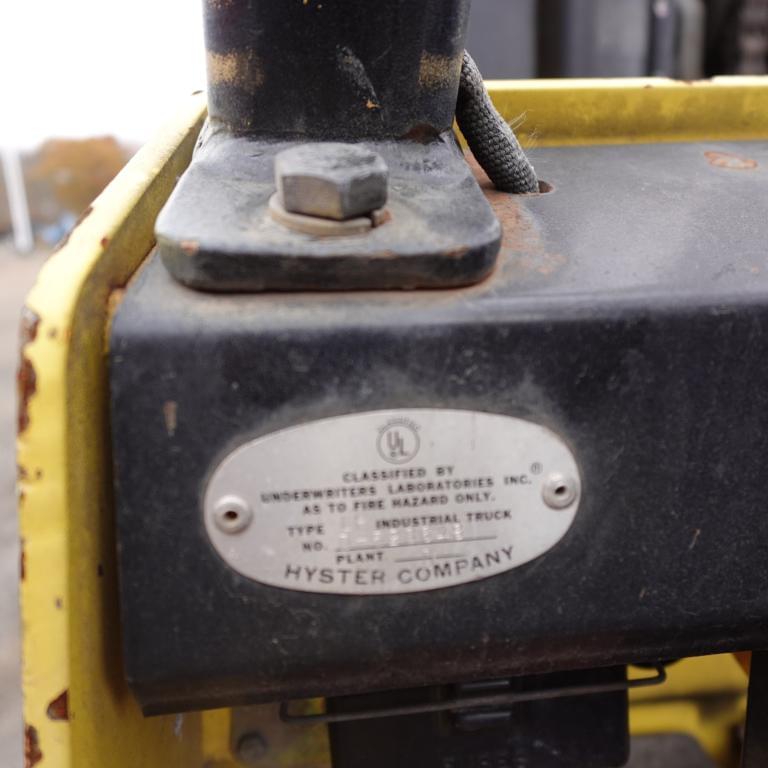 UL
CLASSIFIED BY
UNDERWRITERS LABORATORIES INC.®
AS TO FIRE HAZARD ONLY.
TYPE INDUSTRIAL TRUCK
NO.
PLANT
HYSTER COMPANY